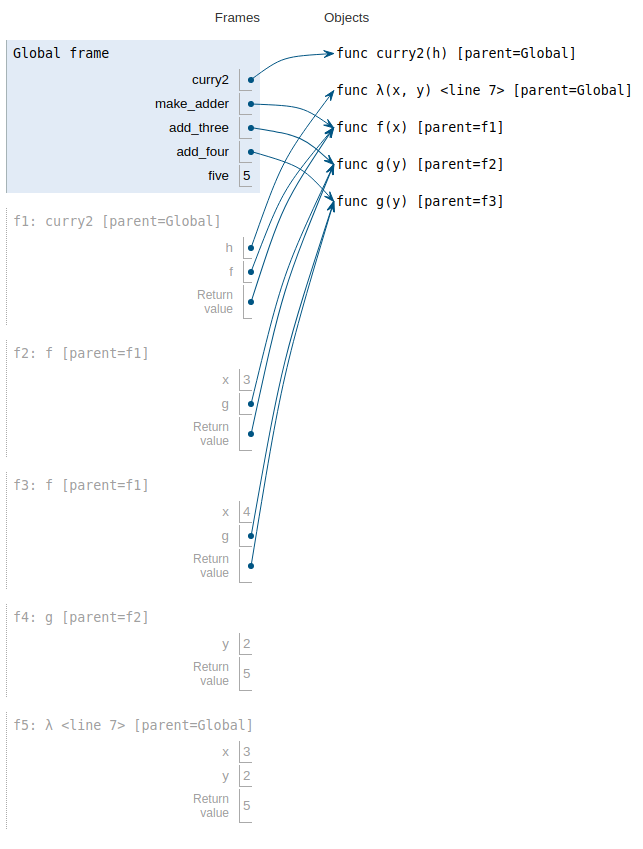 Frames Objects
Global frame
func curry2(h) [parent=Global]
curry2
func λ(x, y) <line 7> [parent=Global]
make_adder
add_three
func f(x) [parent=f1]
add_four
func g(y) [parent=f2]
five 5
func g(y) [parent=f3]
f1: curry2 [parent=Global]
h
f
Return
value
f2: f [parent=f1]
x 3
g
Return
value
f3: f [parent=f1]
x 4
g
Return
value
f4: g [parent=f2]
y 2
Return
value 5
f5: λ <line 7> [parent=Global]
x 3
y 2
Return
value 5